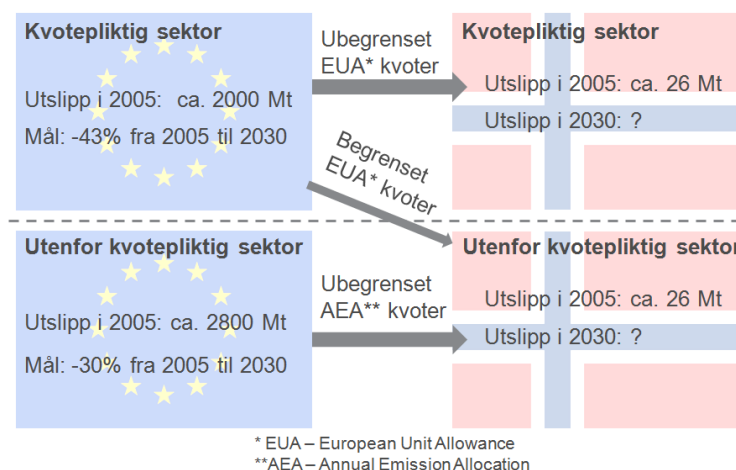 Kvotepliktig sektor
Utslipp i 2005: ca. 2000 Mt
Mål: -43% fra 2005 til 2030
Ubegrenset
EUA* kvoter
Kvotepliktig sektor
Utslipp i 2005: ca. 26 Mt
Utslipp i 2030: ?
Begrenset
EUA* kvoter
Utenfor kvotepliktig sektor
Utslipp i 2005: ca. 2800 Mt
Mål: -30% fra 2005 til 2030
Ubegrenset
AEA** kvoter
Utenfor kvotepliktig sektor
Utslipp i 2005: ca. 26 Mt
Utslipp i 2030: ?
* EUA – European Unit Allowance
**AEA – Annual Emission Allocation